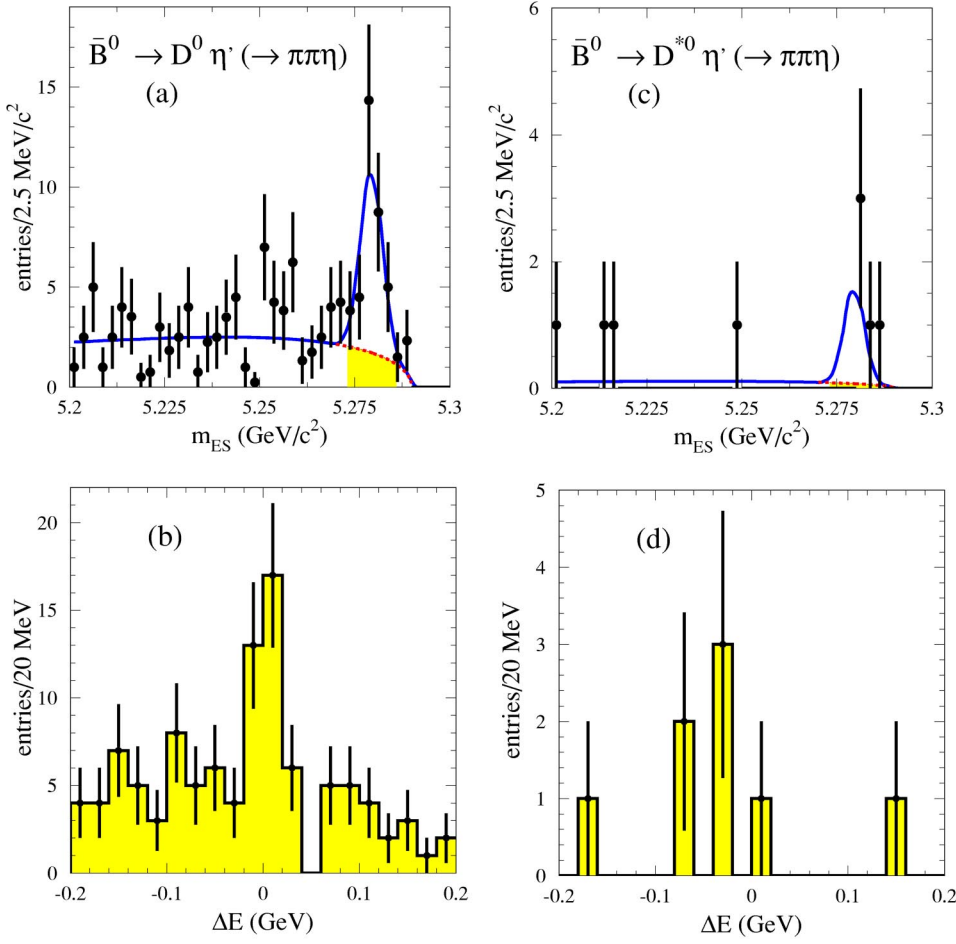 B̄⁰ → D⁰ η’ (→ ππη)
(a)
entries/2.5 MeV/c²
15
10
5
0
5.2
5.225
5.25
5.275
5.3
m_ES (GeV/c²)
B̄⁰ → D*⁰ η’ (→ ππη)
(c)
entries/2.5 MeV/c²
6
4
2
0
5.2
5.225
5.25
5.275
5.3
m_ES (GeV/c²)
(b)
entries/20 MeV
20
15
10
5
0
-0.2
-0.1
0
0.1
0.2
ΔE (GeV)
(d)
entries/20 MeV
5
4
3
2
1
0
-0.2
-0.1
0
0.1
0.2
ΔE (GeV)